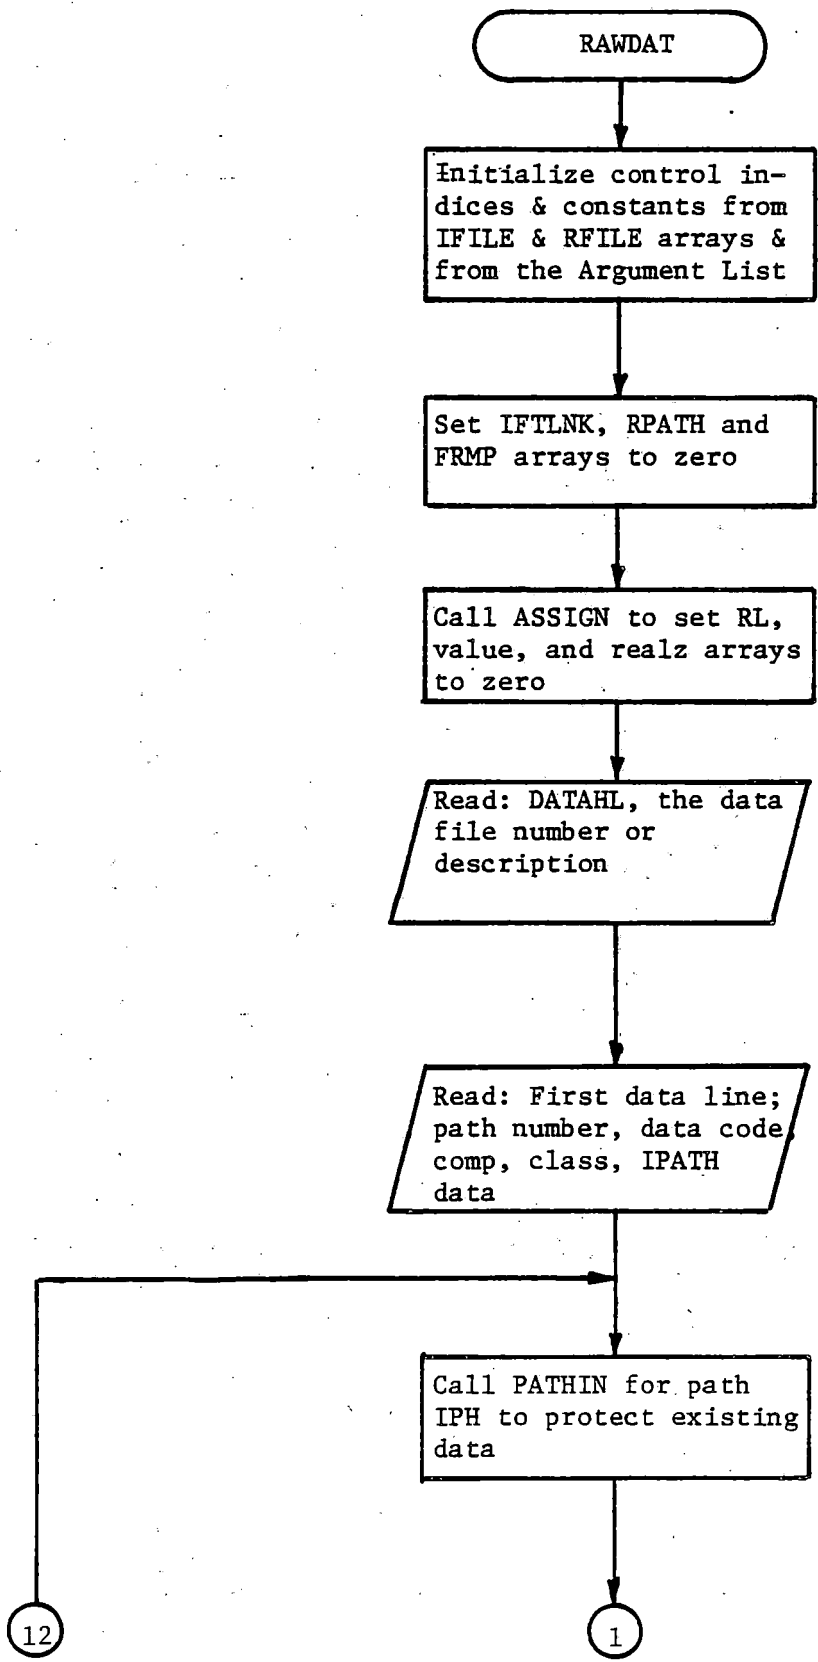 RAWDAT
Initialize control in-
dices & constants from
IFILE & RFILE arrays &
from the Argument List
Set IFTLNK, RPATH and
FRMP arrays to zero
Call ASSIGN to set RL,
value, and realz arrays
to zero
Read: DATAHL, the data
file number or
description
Read: First data line;
path number, data code,
comp, class, IPATH
data
Call PATHIN for path
IPH to protect existing
data
12
1